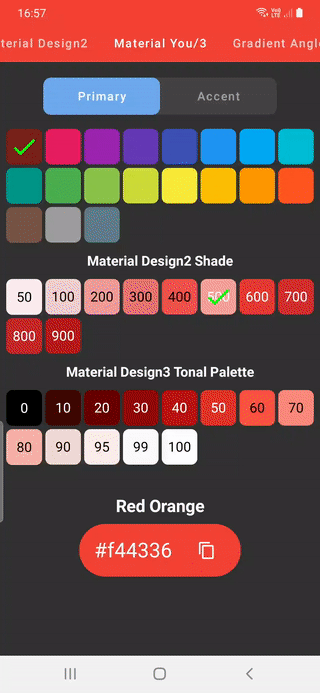 16:57
terial Design2 Material You/3 Gradient Angle
Primary Accent
Material Design2 Shade
50 100 200 300 400 500 600 700
800 900
Material Design3 Tonal Palette
0 10 20 30 40 50 60 70
80 90 95 99 100
Red Orange
#f44336